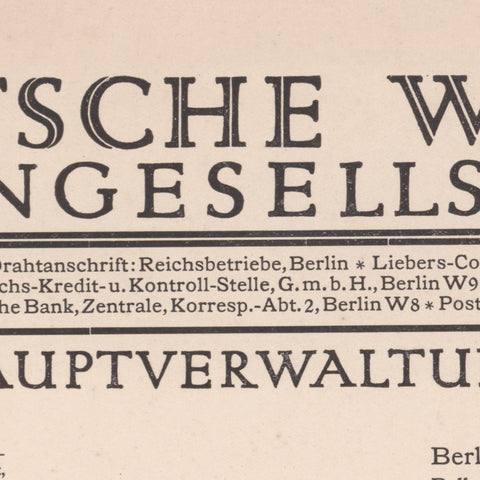 TSCHE W
NGESELLS
Drahtanschrift: Reichsbetriebe, Berlin * Liebers-Co
chs-Kredit- u. Kontroll-Stelle, G. m. b. H., Berlin W9
he Bank, Zentrale, Korresp.-Abt. 2, Berlin W8 * Post
AUPTVERWALTU
Berl